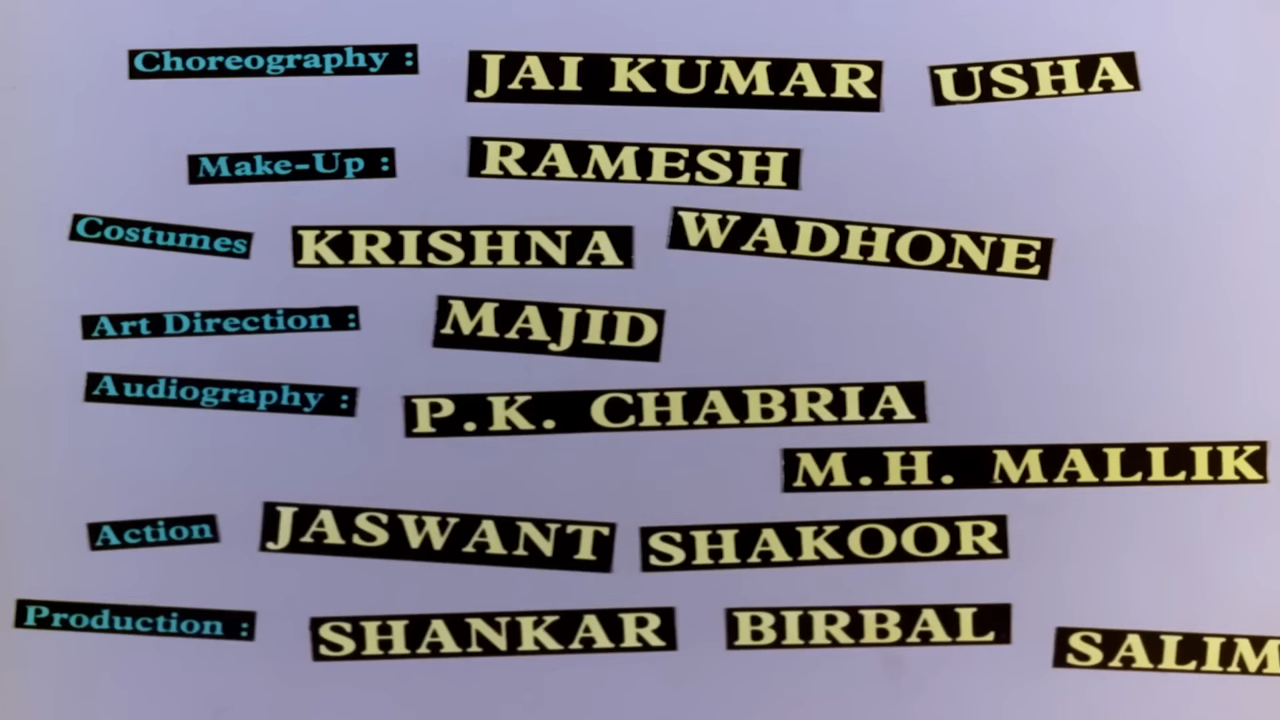 Choreography : JAI KUMAR USHA
Make-Up : RAMESH
Costumes KRISHNA WADHONE
Art Direction : MAJID
Audiography : P.K. CHABRIA
M.H. MALLIK
Action JASWANT SHAKOOR
Production : SHANKAR BIRBAL SALIM